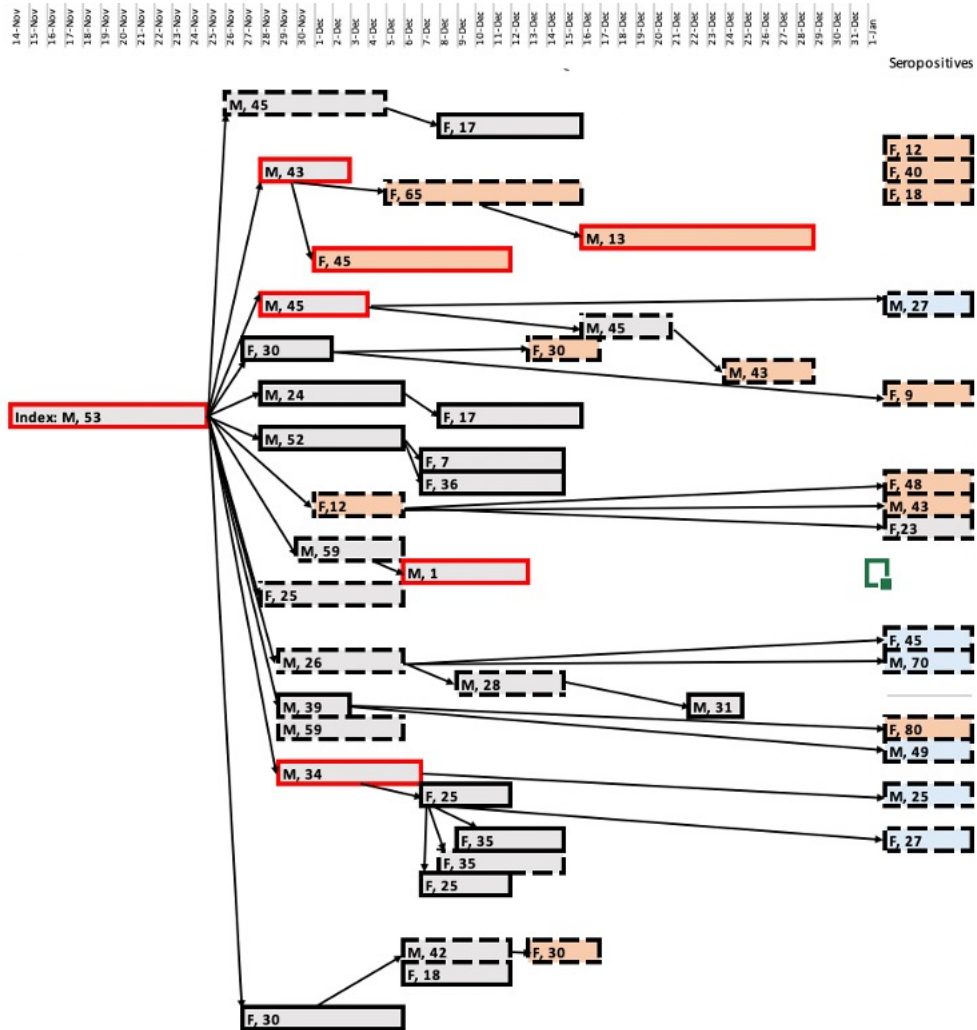 14-Nov
15-Nov
16-Nov
17-Nov
18-Nov
19-Nov
20-Nov
21-Nov
22-Nov
23-Nov
24-Nov
25-Nov
26-Nov
27-Nov
28-Nov
29-Nov
30-Nov
1-Dec
2-Dec
3-Dec
4-Dec
5-Dec
6-Dec
7-Dec
8-Dec
9-Dec
10-Dec
11-Dec
12-Dec
13-Dec
14-Dec
15-Dec
16-Dec
17-Dec
18-Dec
19-Dec
20-Dec
21-Dec
22-Dec
23-Dec
24-Dec
25-Dec
26-Dec
27-Dec
28-Dec
29-Dec
30-Dec
31-Dec
1-Jan
Seropositives
M, 45
F, 17
F, 12
M, 43
F, 40
F, 65
F, 18
M, 13
F, 45
M, 45
M, 27
M, 45
F, 30
F, 30
M, 43
M, 24
F, 9
Index: M, 53
F, 17
M, 52
F, 7
F, 36
F, 48
F,12
M, 43
F,23
M, 59
M, 1
F, 25
F, 45
M, 26
M, 70
M, 28
M, 39
M, 31
M, 59
F, 80
M, 49
M, 34
F, 25
M, 25
F, 35
F, 27
F, 35
F, 25
M, 42
F, 30
F, 18
F, 30